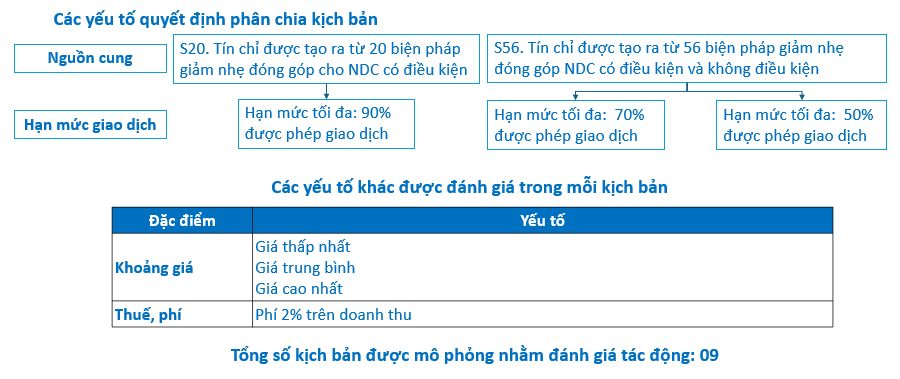 Các yếu tố quyết định phân chia kịch bản
Nguồn cung
S20. Tín chỉ được tạo ra từ 20 biện pháp
giảm nhẹ đóng góp cho NDC có điều kiện
S56. Tín chỉ được tạo ra từ 56 biện pháp giảm nhẹ
đóng góp NDC có điều kiện và không điều kiện
Hạn mức giao dịch
Hạn mức tối đa: 90%
được phép giao dịch
Hạn mức tối đa: 70%
được phép giao dịch
Hạn mức tối đa: 50%
được phép giao dịch
Các yếu tố khác được đánh giá trong mỗi kịch bản
Đặc điểm
Yếu tố
Khoảng giá
Giá thấp nhất
Giá trung bình
Giá cao nhất
Thuế, phí
Phí 2% trên doanh thu
Tổng số kịch bản được mô phỏng nhằm đánh giá tác động: 09